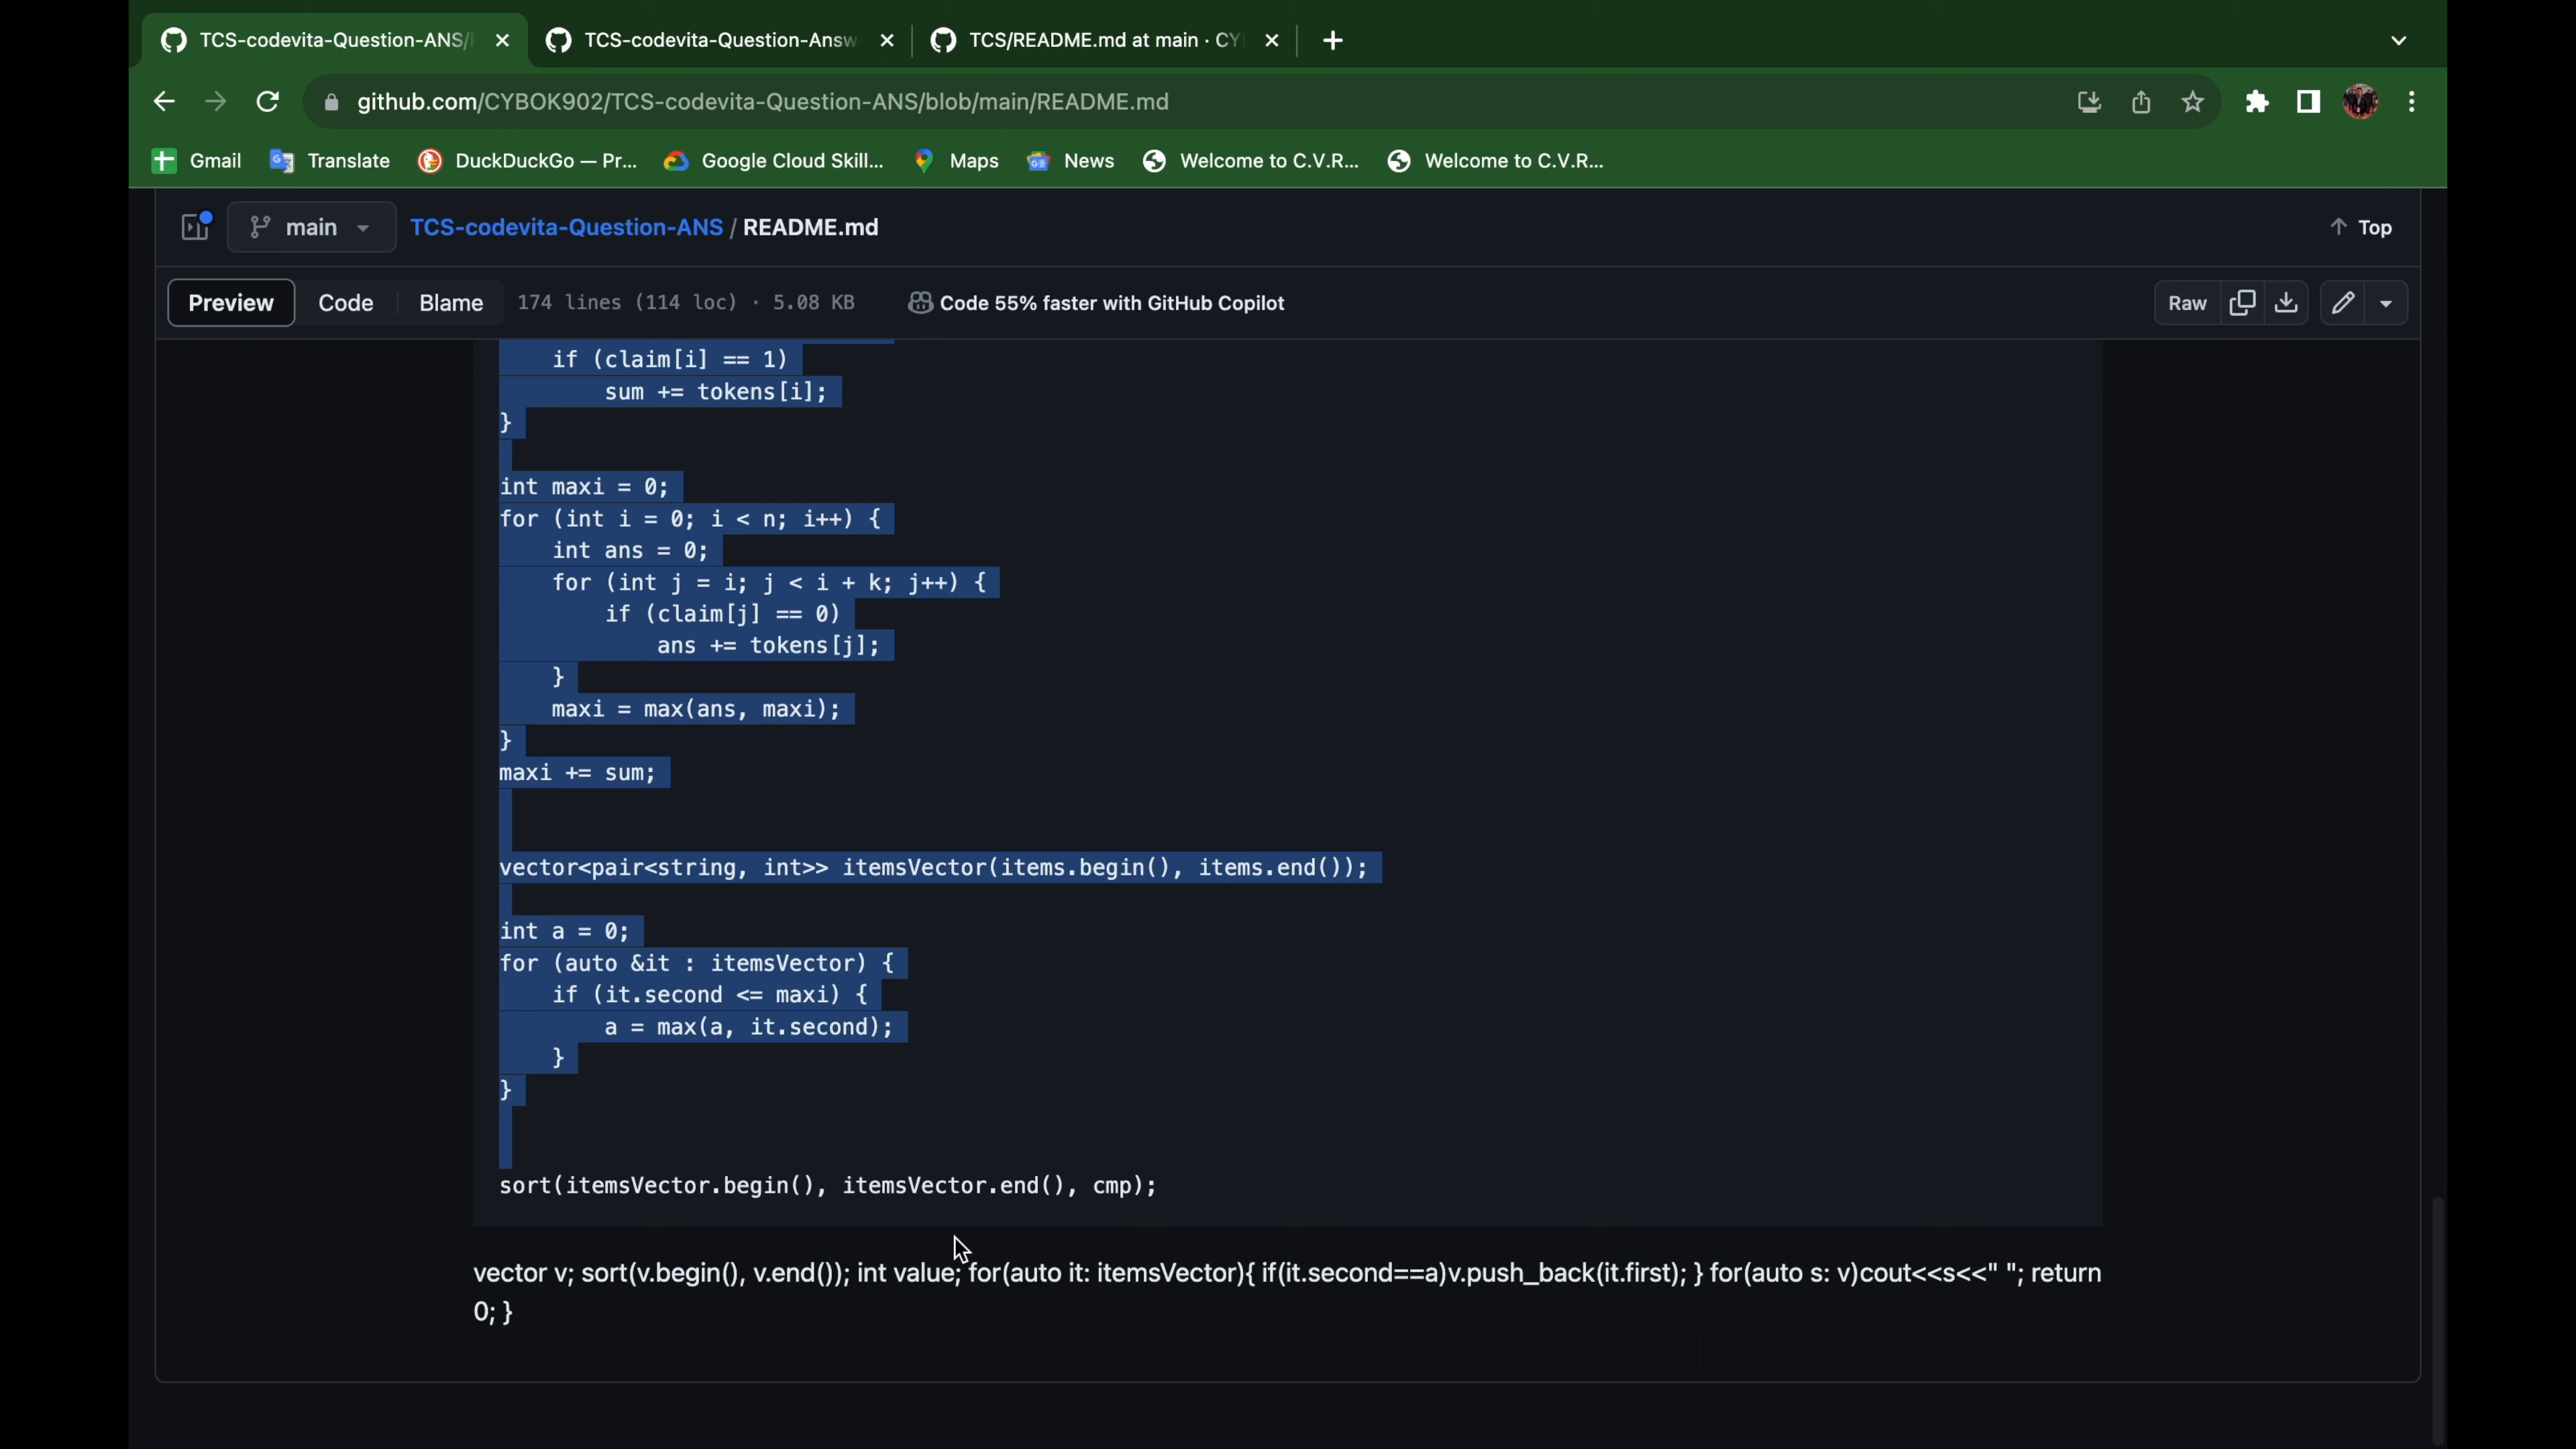 TCS-codevita-Question-ANS/
TCS-codevita-Question-Answ
TCS/README.md at main · CY
github.com/CYBOK902/TCS-codevita-Question-ANS/blob/main/README.md
Gmail
Translate
DuckDuckGo — Pr...
Google Cloud Skill...
Maps
News
Welcome to C.V.R...
Welcome to C.V.R...
main
TCS-codevita-Question-ANS / README.md
Top
Preview
Code
Blame
174 lines (114 loc) · 5.08 KB
Code 55% faster with GitHub Copilot
Raw
if (claim[i] == 1)
sum += tokens[i];
}
int maxi = 0;
for (int i = 0; i < n; i++) {
int ans = 0;
for (int j = i; j < i + k; j++) {
if (claim[j] == 0)
ans += tokens[j];
}
maxi = max(ans, maxi);
}
maxi += sum;
vector<pair<string, int>> itemsVector(items.begin(), items.end());
int a = 0;
for (auto &it : itemsVector) {
if (it.second <= maxi) {
a = max(a, it.second);
}
}
sort(itemsVector.begin(), itemsVector.end(), cmp);
vector v; sort(v.begin(), v.end()); int value; for(auto it: itemsVector){ if(it.second==a)v.push_back(it.first); } for(auto s: v)cout<<s<<" "; return
0; }